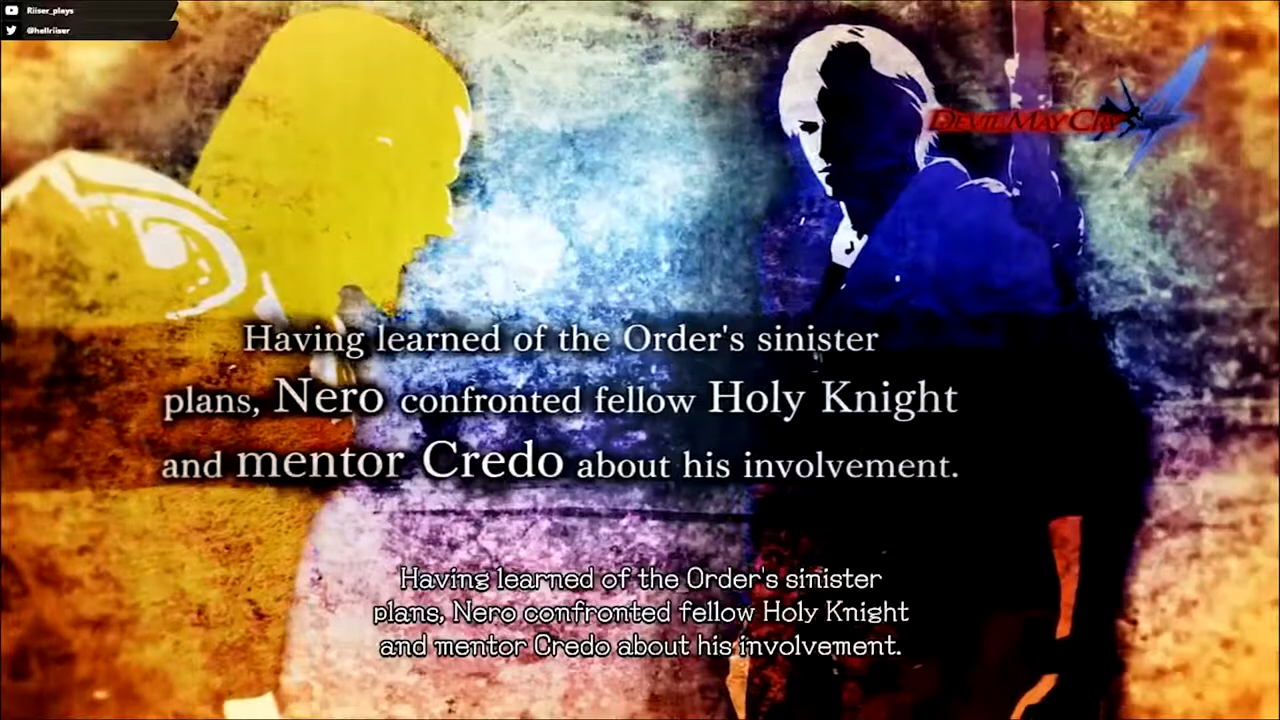 Riiser_plays
@hellriiser
DEVIL MAY CRY
Having learned of the Order's sinister
plans, Nero confronted fellow Holy Knight
and mentor Credo about his involvement.
Having learned of the Order's sinister
plans, Nero confronted fellow Holy Knight
and mentor Credo about his involvement.